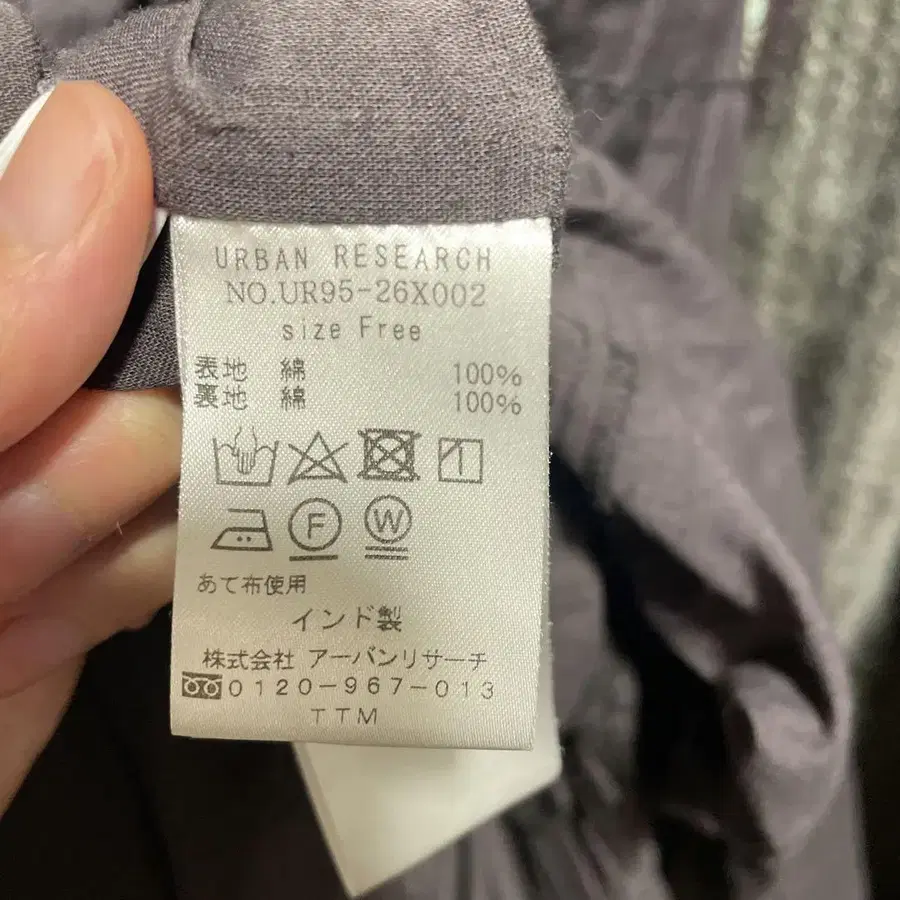 URBAN RESEARCH
NO.UR95-26X002
size Free
表地 綿 100%
裏地 綿 100%
F W
あて布使用
インド製
株式会社 アーバンリサーチ
0120-967-013
TTM